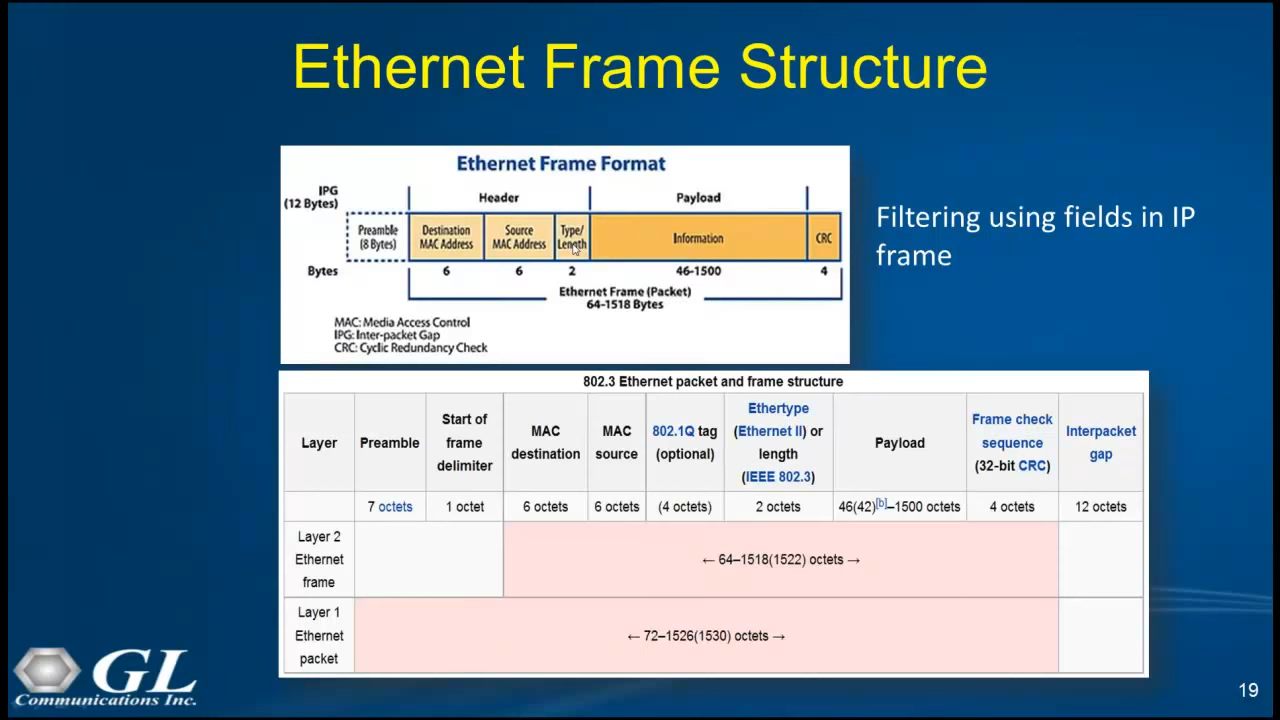 Ethernet Frame Structure
Ethernet Frame Format
IPG
(12 Bytes)
Header
Payload
Preamble
(8 Bytes)
Destination
MAC Address
Source
MAC Address
Type/
Length
Information
CRC
Bytes
6
6
2
46-1500
4
Ethernet Frame (Packet)
64-1518 Bytes
MAC: Media Access Control
IPG: Inter-packet Gap
CRC: Cyclic Redundancy Check
Filtering using fields in IP
frame
802.3 Ethernet packet and frame structure
Layer
Preamble
Start of
frame
delimiter
MAC
destination
MAC
source
802.1Q tag
(optional)
Ethertype
(Ethernet II) or
length
(IEEE 802.3)
Payload
Frame check
sequence
(32-bit CRC)
Interpacket
gap
7 octets
1 octet
6 octets
6 octets
(4 octets)
2 octets
46(42)[b]–1500 octets
4 octets
12 octets
Layer 2
Ethernet
frame
← 64–1518(1522) octets →
Layer 1
Ethernet
packet
← 72–1526(1530) octets →
GL
Communications Inc.
19